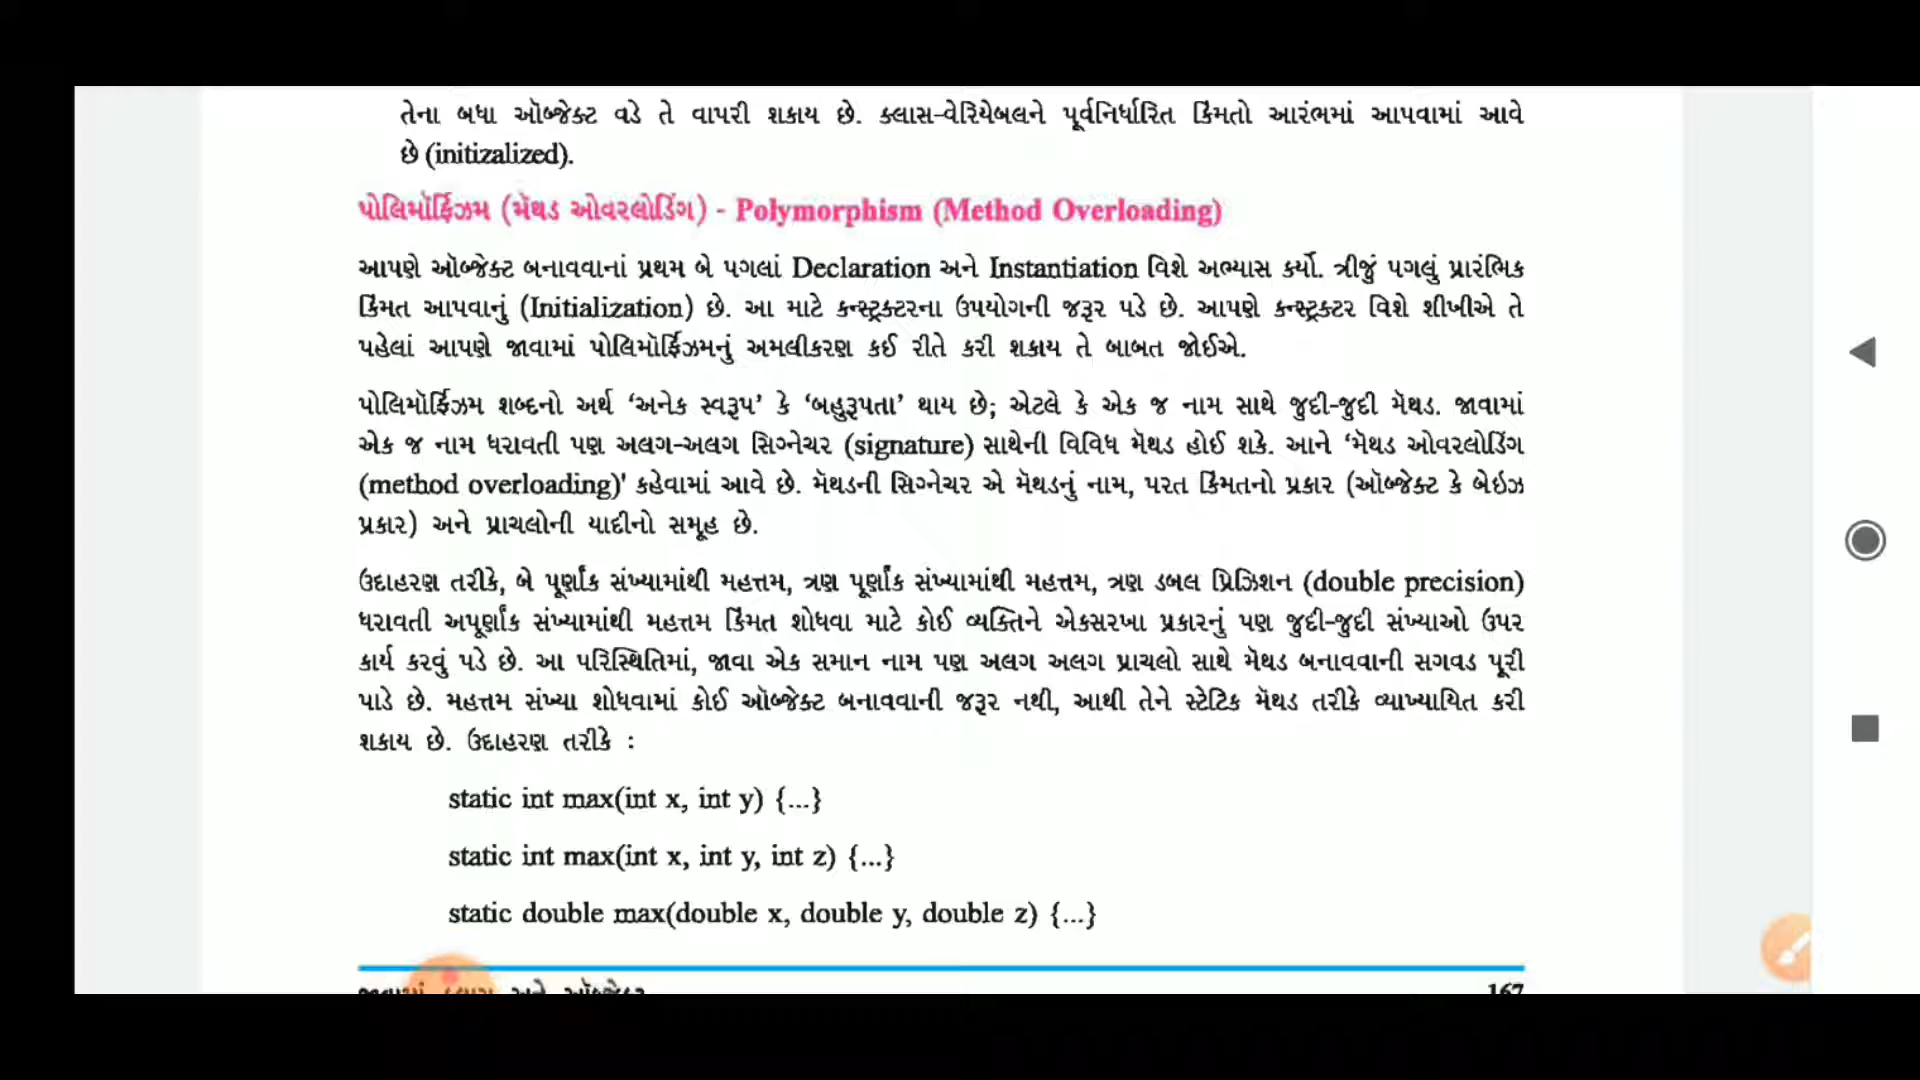 તેના બધા ઑબ્જેક્ટ વડે તે વાપરી શકાય છે. ક્લાસ-વેરિયેબલને પૂર્વનિર્ધારિત કિંમતો આરંભમાં આપવામાં આવે
છે (initizalized).
પોલિમૉર્ફિઝમ (મૅથડ ઓવરલોડિંગ) - Polymorphism (Method Overloading)
આપણે ઑબ્જેક્ટ બનાવવાનાં પ્રથમ બે પગલાં Declaration અને Instantiation વિશે અભ્યાસ કર્યો. ત્રીજું પગલું પ્રારંભિક
કિંમત આપવાનું (Initialization) છે. આ માટે કન્સ્ટ્રક્ટરના ઉપયોગની જરૂર પડે છે. આપણે કન્સ્ટ્રક્ટર વિશે શીખીએ તે
પહેલાં આપણે જાવામાં પોલિમૉર્ફિઝમનું અમલીકરણ કઈ રીતે કરી શકાય તે બાબત જોઈએ.
પોલિમૉર્ફિઝમ શબ્દનો અર્થ ‘અનેક સ્વરૂપ’ કે ‘બહુરૂપતા’ થાય છે; એટલે કે એક જ નામ સાથે જુદી-જુદી મૅથડ. જાવામાં
એક જ નામ ધરાવતી પણ અલગ-અલગ સિગ્નેચર (signature) સાથેની વિવિધ મૅથડ હોઈ શકે. આને ‘મૅથડ ઓવરલોડિંગ
(method overloading)' કહેવામાં આવે છે. મૅથડની સિગ્નેચર એ મૅથડનું નામ, પરત કિંમતનો પ્રકાર (ઑબ્જેક્ટ કે બેઇઝ
પ્રકાર) અને પ્રાચલોની યાદીનો સમૂહ છે.
ઉદાહરણ તરીકે, બે પૂર્ણાંક સંખ્યામાંથી મહત્તમ, ત્રણ પૂર્ણાંક સંખ્યામાંથી મહત્તમ, ત્રણ ડબલ પ્રિઝિશન (double precision)
ધરાવતી અપૂર્ણાંક સંખ્યામાંથી મહત્તમ કિંમત શોધવા માટે કોઈ વ્યક્તિને એકસરખા પ્રકારનું પણ જુદી-જુદી સંખ્યાઓ ઉપર
કાર્ય કરવું પડે છે. આ પરિસ્થિતિમાં, જાવા એક સમાન નામ પણ અલગ અલગ પ્રાચલો સાથે મૅથડ બનાવવાની સગવડ પૂરી
પાડે છે. મહત્તમ સંખ્યા શોધવામાં કોઈ ઑબ્જેક્ટ બનાવવાની જરૂર નથી, આથી તેને સ્ટેટિક મૅથડ તરીકે વ્યાખ્યાયિત કરી
શકાય છે. ઉદાહરણ તરીકે :
static int max(int x, int y) {...}
static int max(int x, int y, int z) {...}
static double max(double x, double y, double z) {...}
જાવામાં ક્લાસ અને ઑબ્જેક્ટ 167